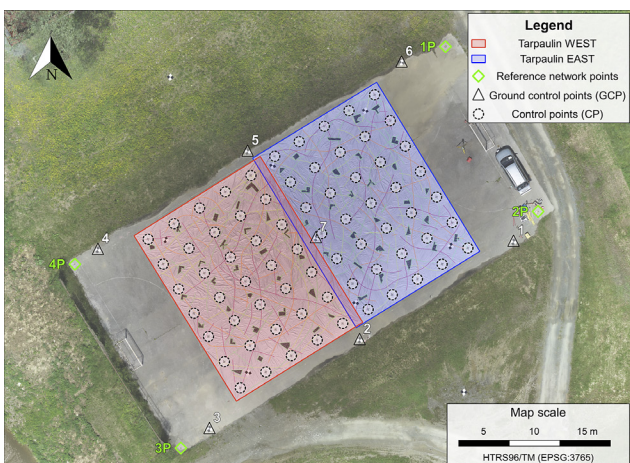 N
Legend
Tarpaulin WEST
Tarpaulin EAST
Reference network points
Ground control points (GCP)
Control points (CP)
1P
6
5
2P
1
7
4
4P
2
3
3P
Map scale
5 10 15 m
HTRS96/TM (EPSG:3765)